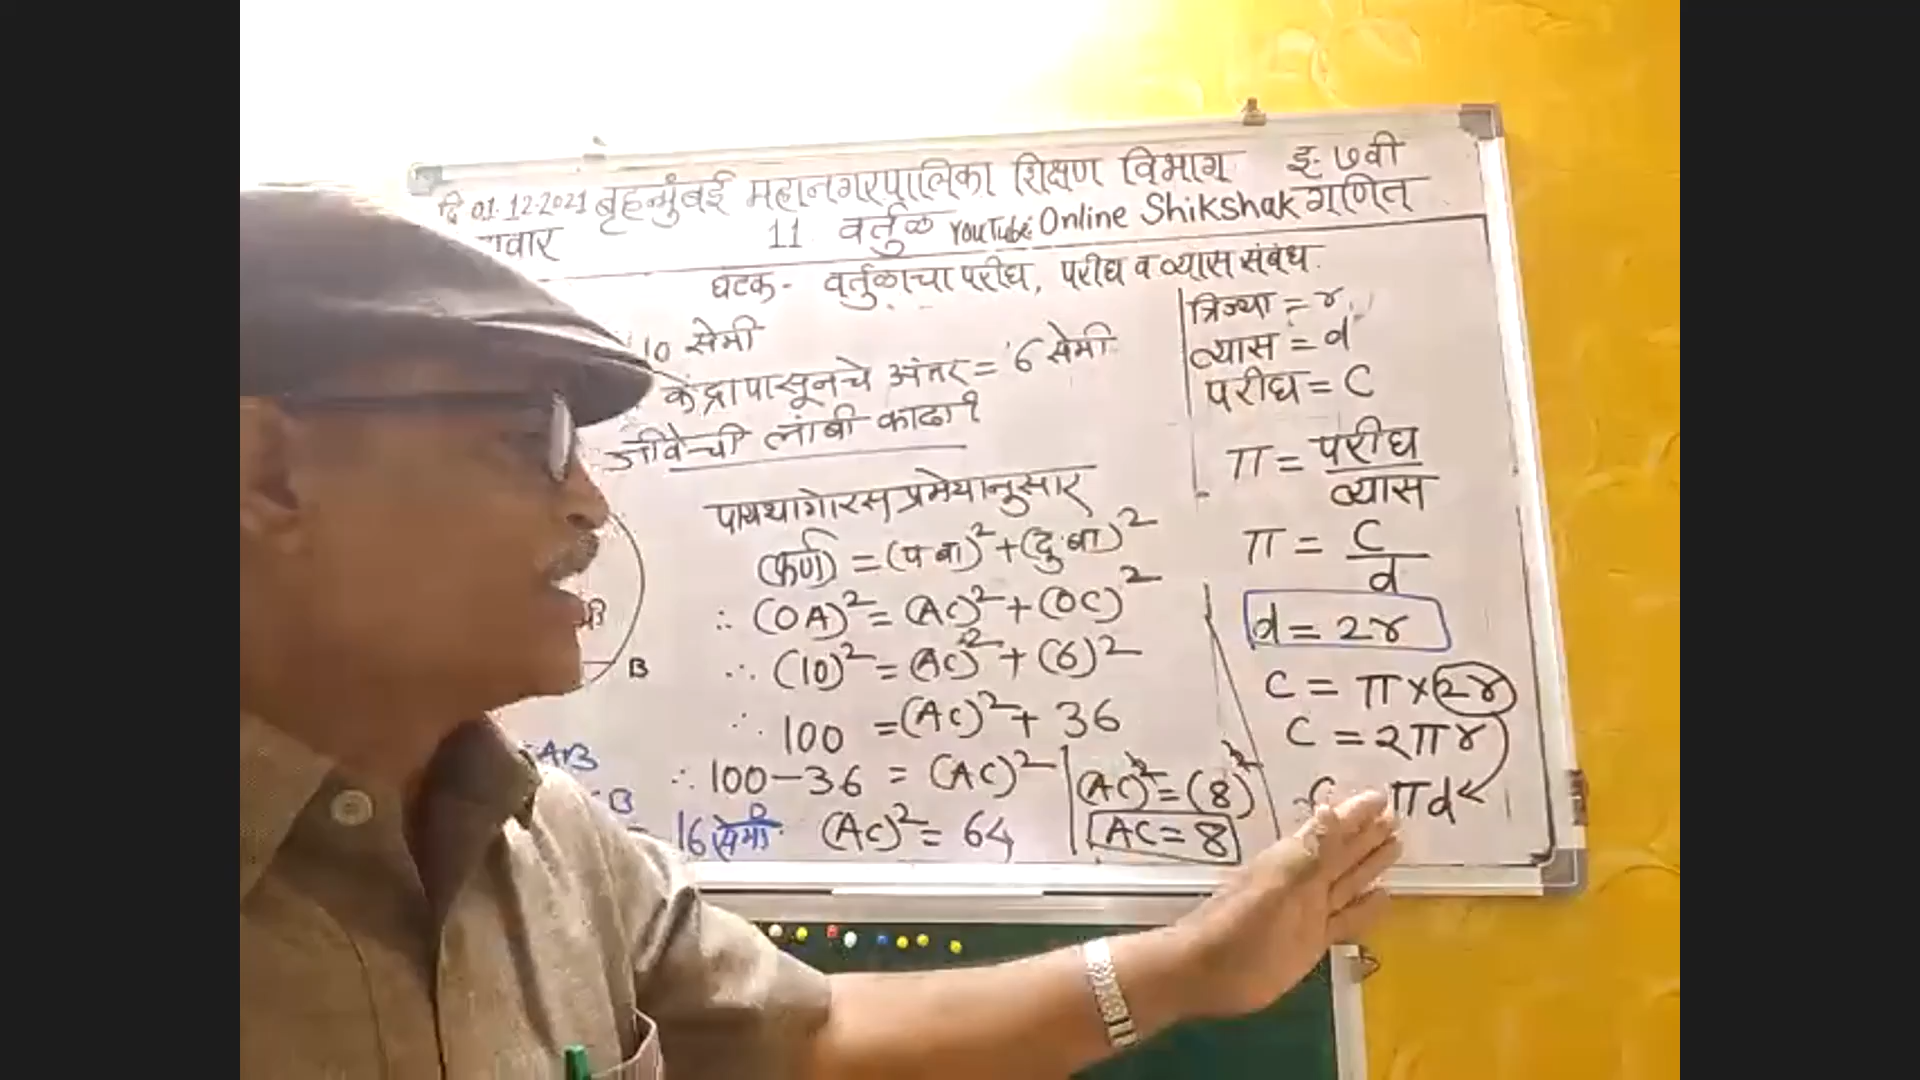 दि 01.12.2021 बृहन्मुंबई महानगरपालिका शिक्षण विभाग इ. ७वी
11 वर्तुळ YouTube: Online Shikshak गणित
घटक - वर्तुळाचा परीघ, परीघ व व्यास संबंध.
10 सेमी
केंद्रापासूनचे अंतर = 6 सेमी
जीवेची लांबी काढा?
पायथागोरस प्रमेयानुसार
(कर्ण) = (प.बा)² + (दु.बा)²
∴ (OA)² = (AC)² + (OC)²
∴ (10)² = (AC)² + (6)²
∴ 100 = (AC)² + 36
∴ 100 - 36 = (AC)²
(AC)² = 64
(AC)² = (8)²
AC = 8
B
AB
B
16 सेमी
त्रिज्या = r
व्यास = d
परीघ = C
π = परीघ / व्यास
π = C / d
d = 2r
C = π × 2r
C = 2πr
πd